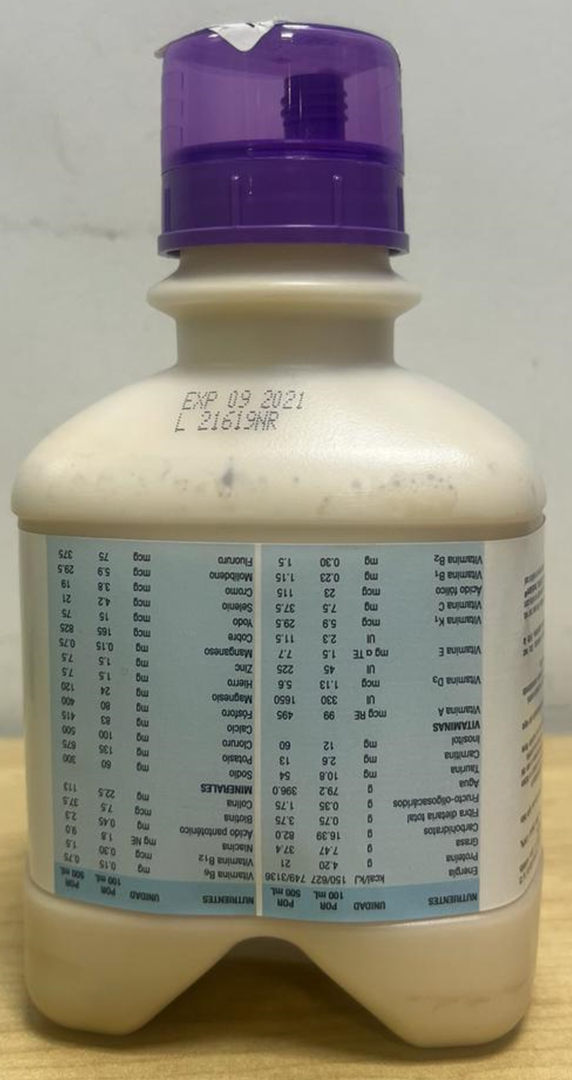 EXP 09 2021
L 21619NR
NUTRIENTES UNIDAD POR 100 mL POR 500 mL
Energía kcal/kJ 150/627 749/3136
Proteína g 4.20 21
Grasa g 7.47 37.4
Carbohidratos g 16.39 82.0
Fibra dietaria total g 0.75 3.75
Fructo-oligosacáridos g 0.35 1.75
Agua g 79.2 396.0
Taurina mg 10.8 54
Carnitina mg 2.6 13
Inositol mg 12 60
VITAMINAS
Vitamina A mcg RE 99 495
UI 330 1650
Vitamina D₃ mcg 1.13 5.6
UI 45 225
Vitamina E mg α TE 1.5 7.7
UI 2.3 11.5
Vitamina K₁ mcg 5.9 29.5
Vitamina C mg 7.5 37.5
Acido fólico mcg 23 115
Vitamina B₁ mg 0.23 1.15
Vitamina B₂ mg 0.30 1.5
NUTRIENTES UNIDAD POR 100 mL POR 500 mL
Vitamina B₆ mg 0.15 0.75
Vitamina B₁₂ mcg 0.30 1.5
Niacina mg NE 1.8 9.0
Acido pantoténico mg 0.45 2.3
Biotina mcg 7.5 37.5
Colina mg 22.5 113
MINERALES
Sodio mg 60 300
Potasio mg 135 675
Cloruro mg 100 500
Calcio mg 83 415
Fósforo mg 80 400
Magnesio mg 24 120
Hierro mg 1.5 7.5
Zinc mg 1.5 7.5
Manganeso mg 0.15 0.75
Cobre mcg 165 825
Yodo mcg 15 75
Selenio mcg 4.2 21
Cromo mcg 3.8 19
Molibdeno mcg 5.9 29.5
Fluoruro mcg 75 375